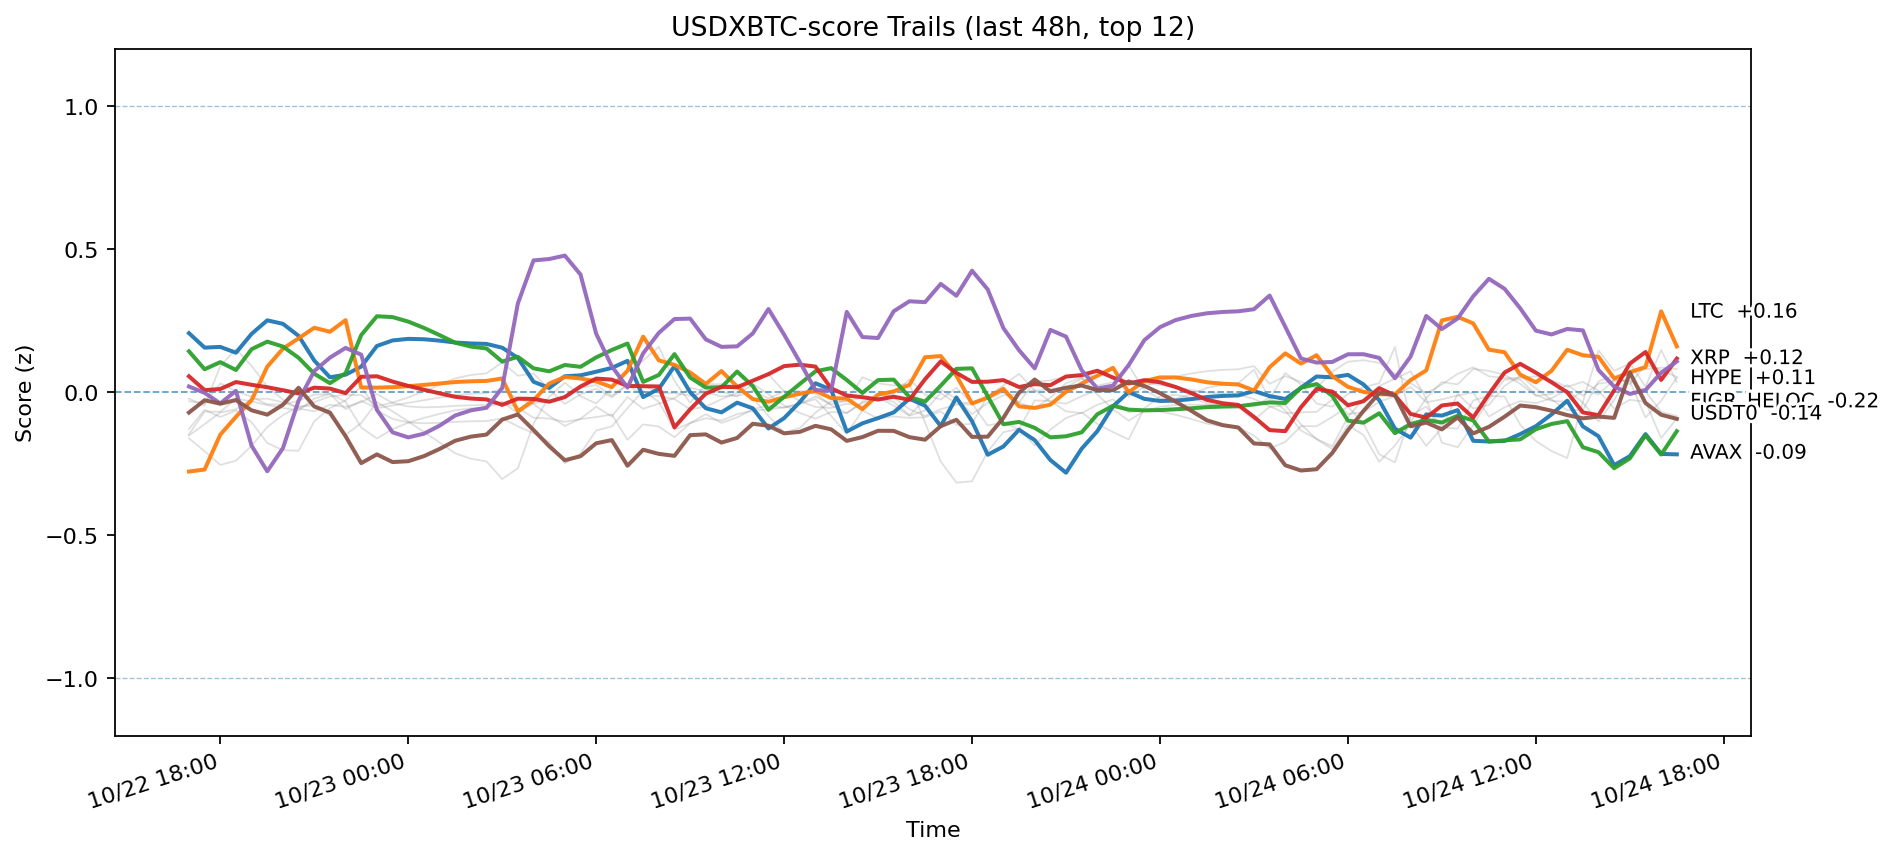 USDXBTC-score Trails (last 48h, top 12)
Score (z)
1.0
0.5
0.0
−0.5
−1.0
LTC +0.16
XRP +0.12
HYPE +0.11
FIGR_HELOC -0.22
USDT0 -0.14
AVAX -0.09
10/22 18:00
10/23 00:00
10/23 06:00
10/23 12:00
10/23 18:00
10/24 00:00
10/24 06:00
10/24 12:00
10/24 18:00
Time